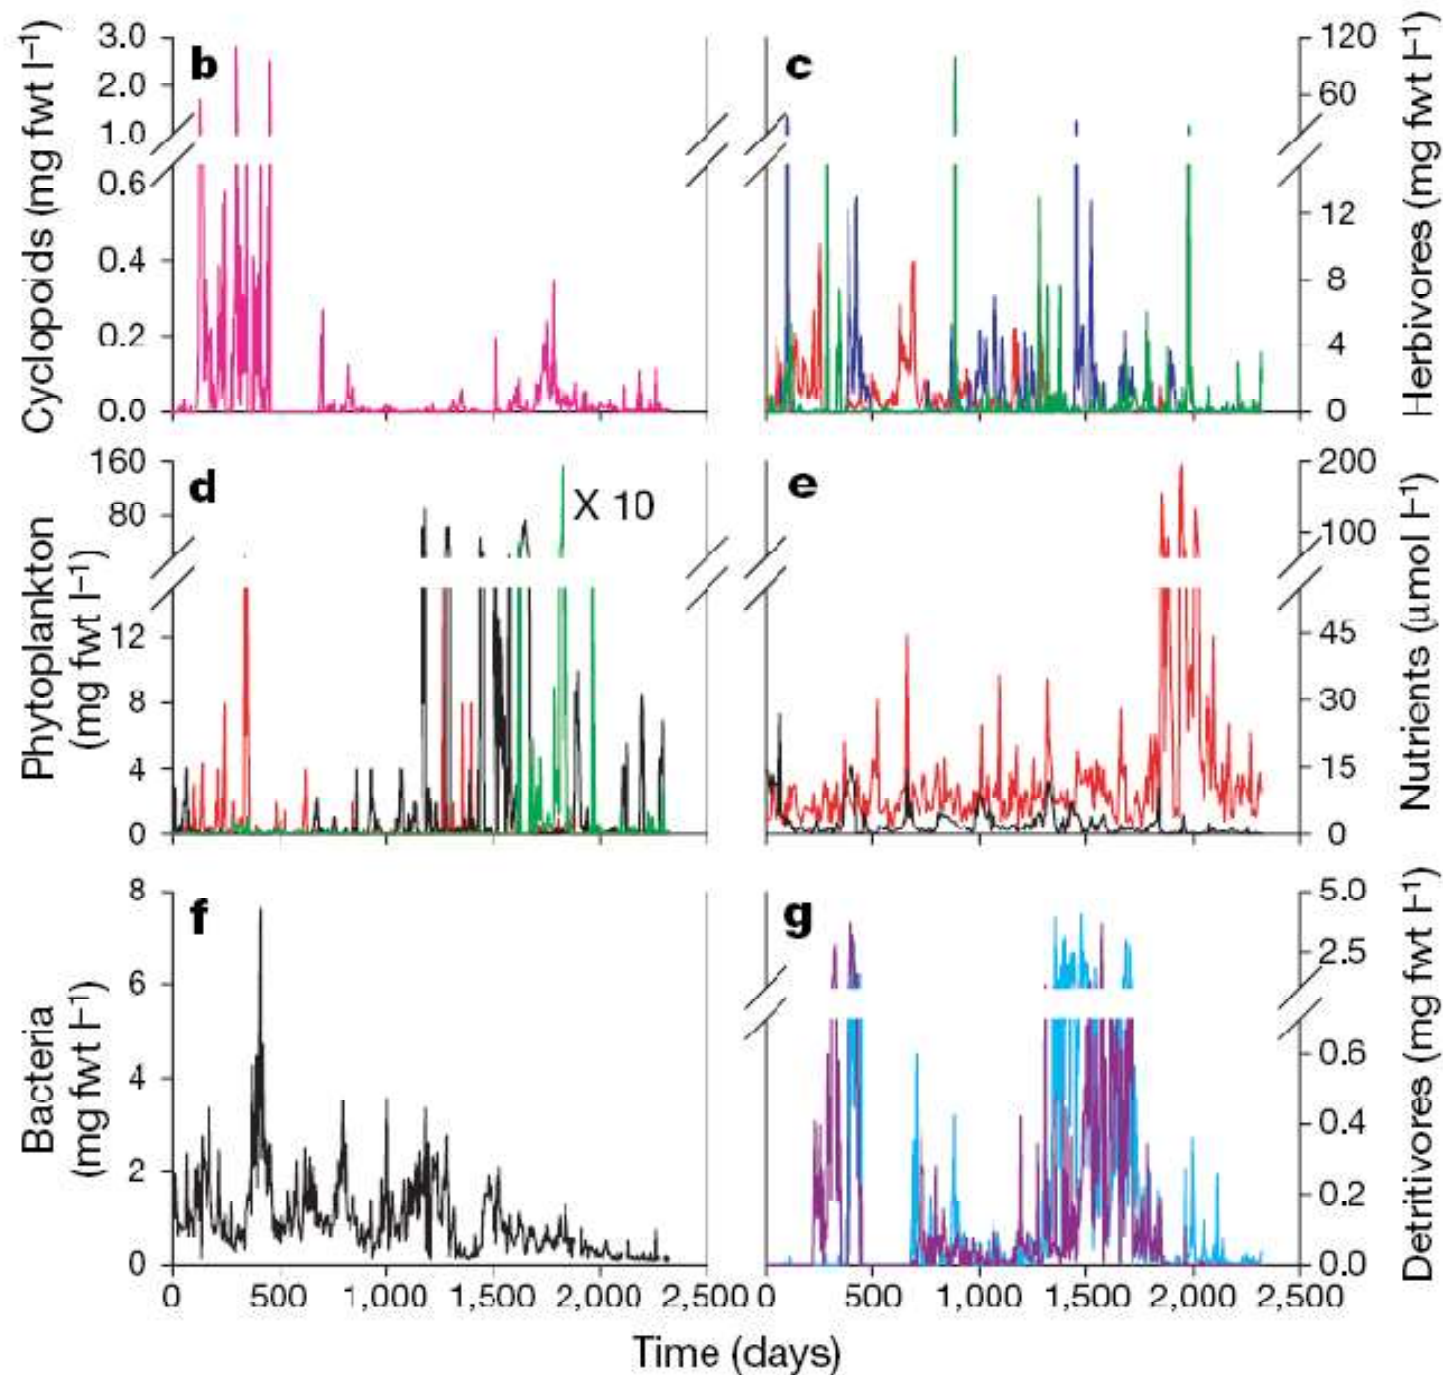 b
Cyclopoids (mg fwt l–1)
3.0
2.0
1.0
0.6
0.4
0.2
0.0
c
Herbivores (mg fwt l–1)
120
60
12
8
4
0
d
X 10
Phytoplankton
(mg fwt l–1)
160
80
12
8
4
0
e
Nutrients (µmol l–1)
200
100
45
30
15
0
f
Bacteria
(mg fwt l–1)
8
6
4
2
0
0 500 1,000 1,500 2,000 2,500
g
Detritivores (mg fwt l–1)
5.0
2.5
0.6
0.4
0.2
0.0
0 500 1,000 1,500 2,000 2,500
Time (days)